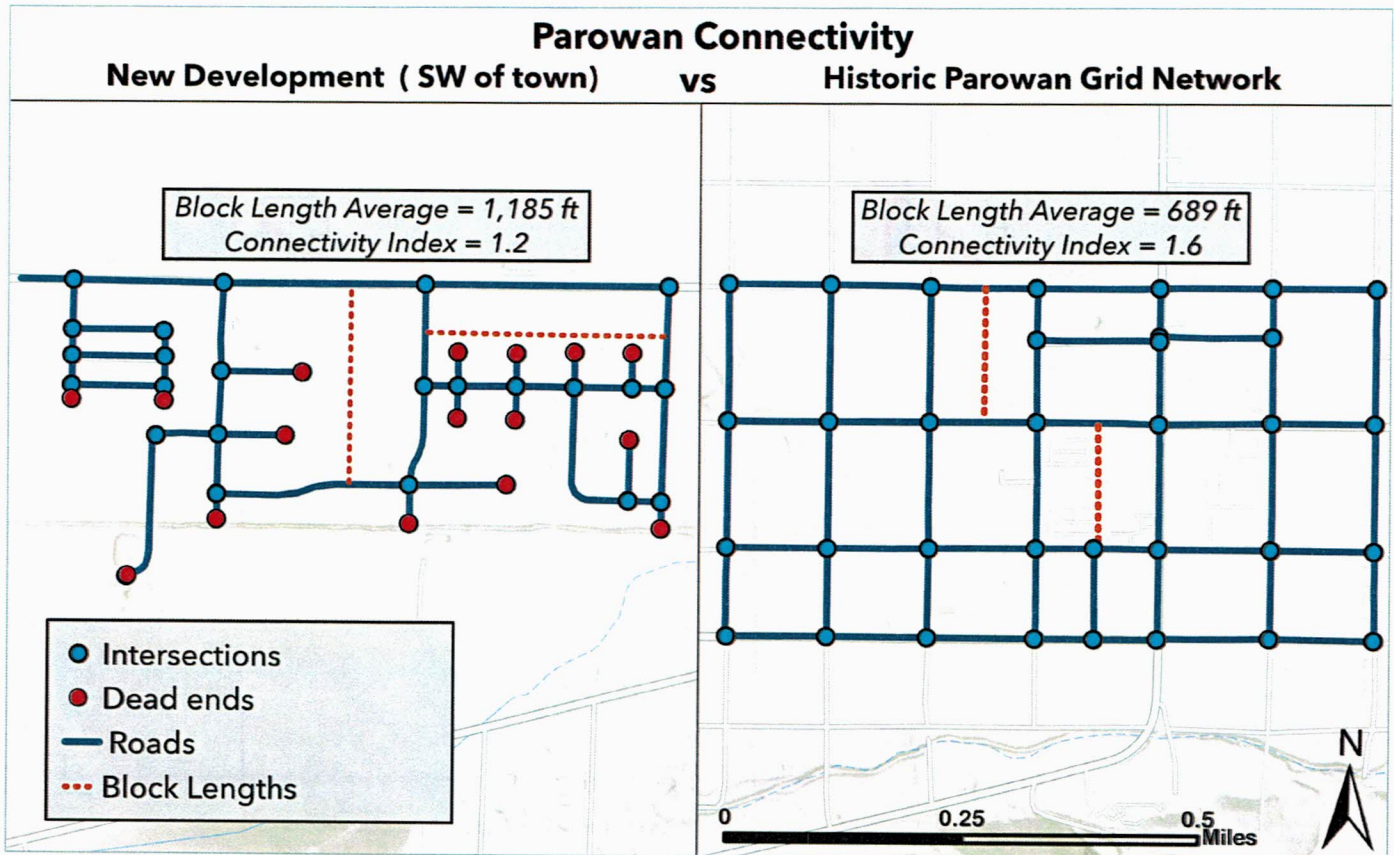 Parowan Connectivity
New Development ( SW of town) vs Historic Parowan Grid Network
Block Length Average = 1,185 ft
Connectivity Index = 1.2
Block Length Average = 689 ft
Connectivity Index = 1.6
Intersections
Dead ends
Roads
Block Lengths
N
0 0.25 0.5
Miles